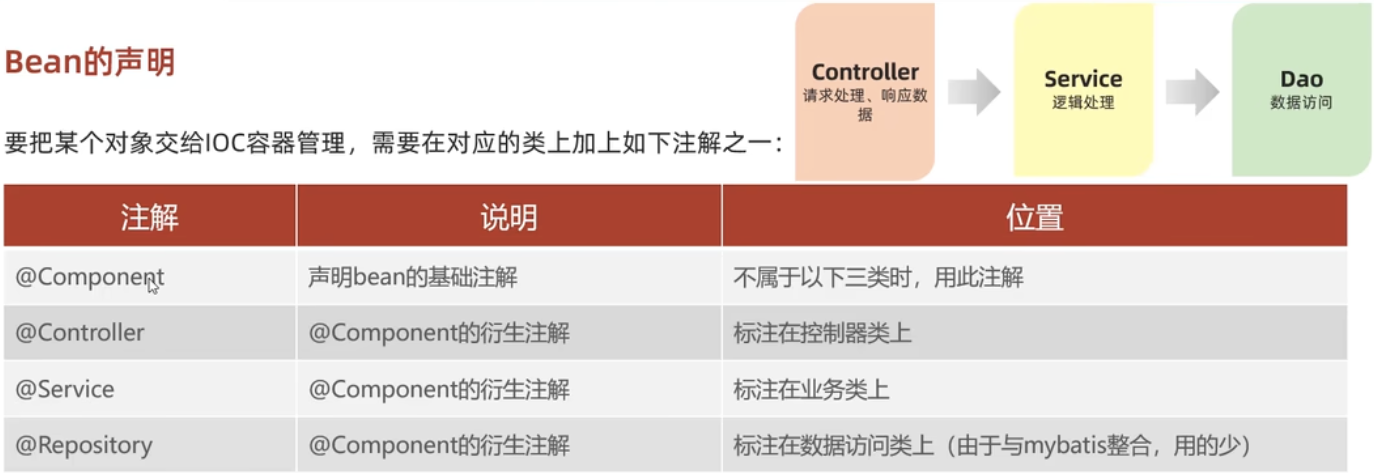 Bean的声明
Controller
请求处理、响应数
据
Service
逻辑处理
Dao
数据访问
要把某个对象交给IOC容器管理，需要在对应的类上加上如下注解之一：
注解 说明 位置
@Component 声明bean的基础注解 不属于以下三类时，用此注解
@Controller @Component的衍生注解 标注在控制器类上
@Service @Component的衍生注解 标注在业务类上
@Repository @Component的衍生注解 标注在数据访问类上（由于与mybatis整合，用的少）